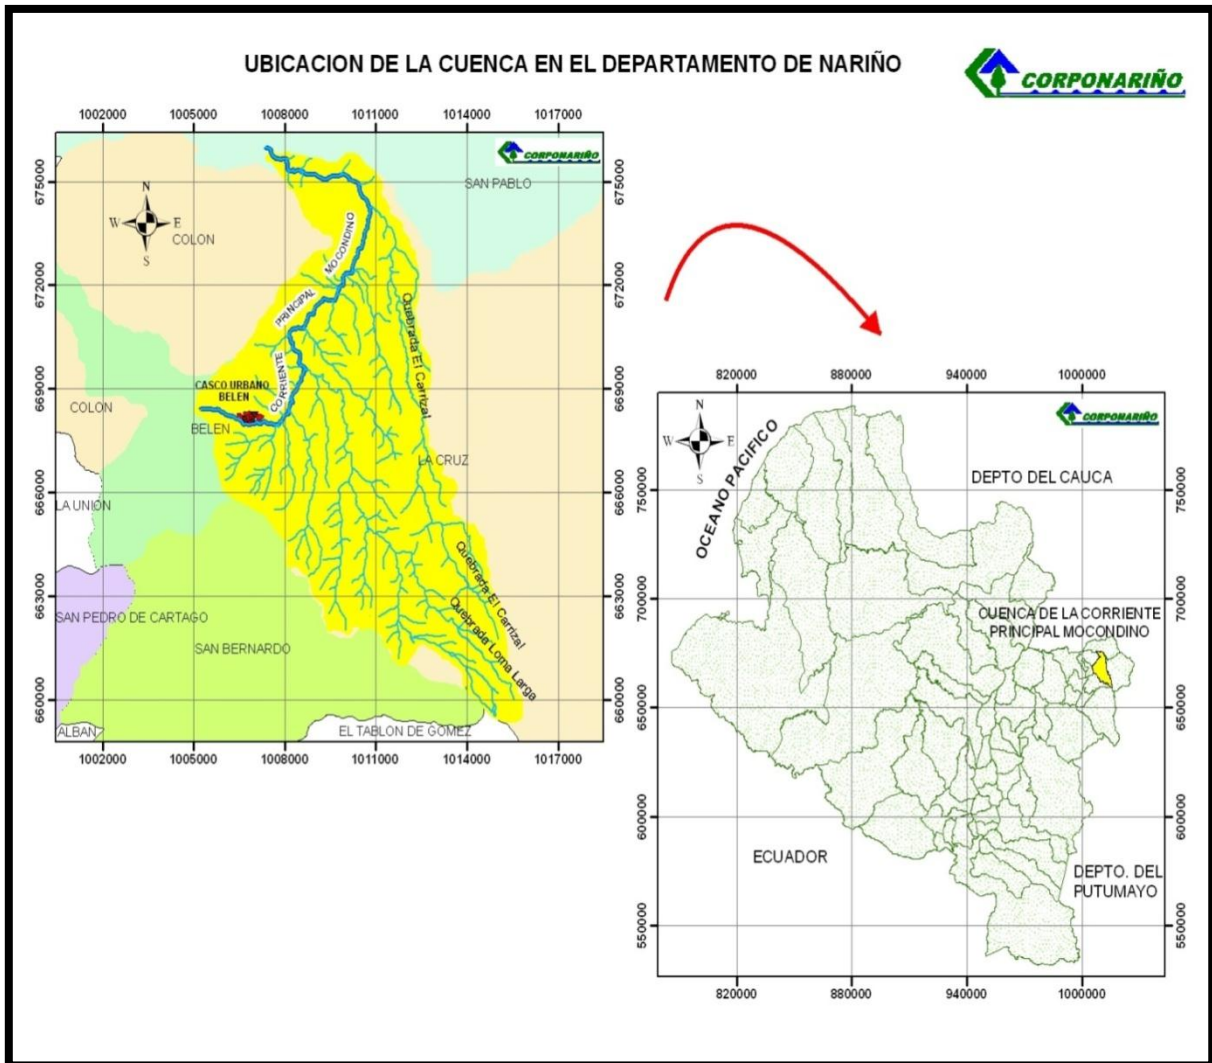 UBICACION DE LA CUENCA EN EL DEPARTAMENTO DE NARIÑO
CORPONARIÑO
1002000 1005000 1008000 1011000 1014000 1017000
CORPONARIÑO
675000
675000
SAN PABLO
N
W E
S
COLON
MOCONDINO
672000
672000
PRINCIPAL
Quebrada El Carrizal
CORRIENTE
CASCO URBANO
BELEN
669000
669000
COLON
BELEN
LA CRUZ
666000
666000
LA UNION
Quebrada El Carrizal
663000
663000
SAN PEDRO DE CARTAGO
Quebrada Loma Larga
SAN BERNARDO
660000
660000
ALBAN
EL TABLON DE GOMEZ
1002000 1005000 1008000 1011000 1014000 1017000
820000 880000 940000 1000000
CORPONARIÑO
N
W E
S
OCEANO PACIFICO
DEPTO DEL CAUCA
750000
750000
700000
700000
CUENCA DE LA CORRIENTE
PRINCIPAL MOCONDINO
650000
650000
600000
600000
ECUADOR
DEPTO. DEL
PUTUMAYO
550000
550000
820000 880000 940000 1000000